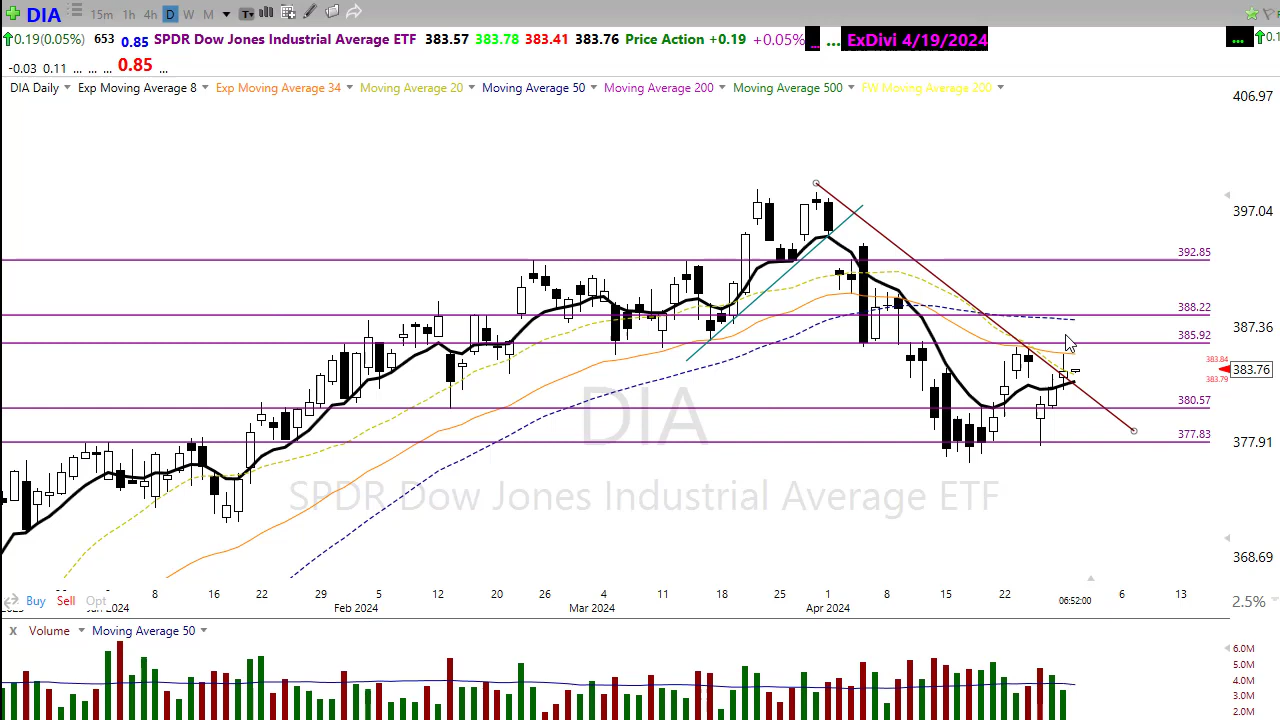 DIA 15m 1h 4h D W M T
0.19(0.05%) 653 0.85 SPDR Dow Jones Industrial Average ETF 383.57 383.78 383.41 383.76 Price Action +0.19 +0.05% ... ... ExDivi 4/19/2024 ...
-0.03 0.11 ... ... ... 0.85 ...
DIA Daily Exp Moving Average 8 Exp Moving Average 34 Moving Average 20 Moving Average 50 Moving Average 200 Moving Average 500 FW Moving Average 200
406.97
397.04
392.85
388.22
387.36
385.92
383.84
383.76
383.79
380.57
377.83
377.91
DIA
SPDR Dow Jones Industrial Average ETF
368.69
8 16 22 29 5 12 20 26 4 11 18 25 1 8 15 22 6 13
Buy Sell Opt 2.5%
2024 Feb 2024 Mar 2024 Apr 2024 06:52:00
X Volume Moving Average 50
6.0M
5.0M
4.0M
3.0M
2.0M